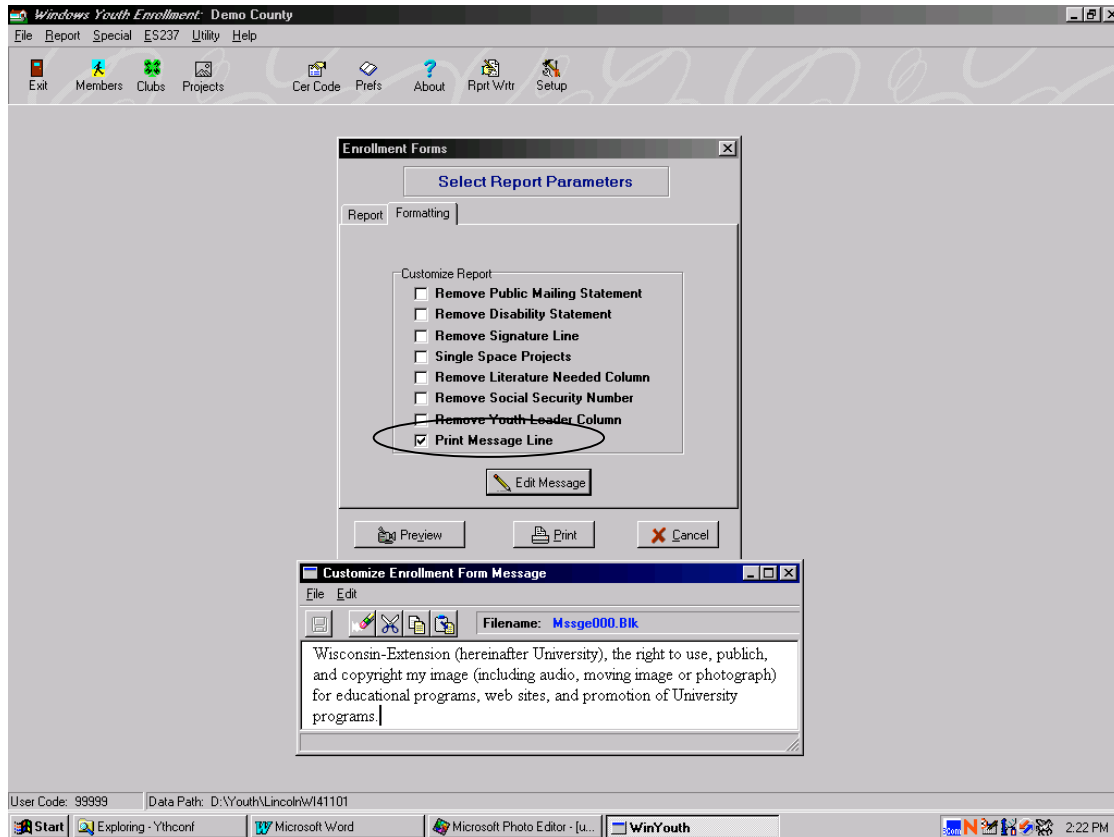 Windows Youth Enrollment: Demo County
File Report Special ES237 Utility Help
Exit Members Clubs Projects Cer Code Prefs About Rprt Wrtr Setup
Enrollment Forms
Select Report Parameters
Report Formatting
Customize Report
Remove Public Mailing Statement
Remove Disability Statement
Remove Signature Line
Single Space Projects
Remove Literature Needed Column
Remove Social Security Number
Remove Youth Leader Column
Print Message Line
Edit Message
Preview Print Cancel
Customize Enrollment Form Message
File Edit
Filename: Mssge000.Blk
Wisconsin-Extension (hereinafter University), the right to use, publich,
and copyright my image (including audio, moving image or photograph)
for educational programs, web sites, and promotion of University
programs.
User Code: 99999 Data Path: D:\Youth\LincolnWI41101
Start Exploring - Ythconf Microsoft Word Microsoft Photo Editor - [u... WinYouth 2:22 PM